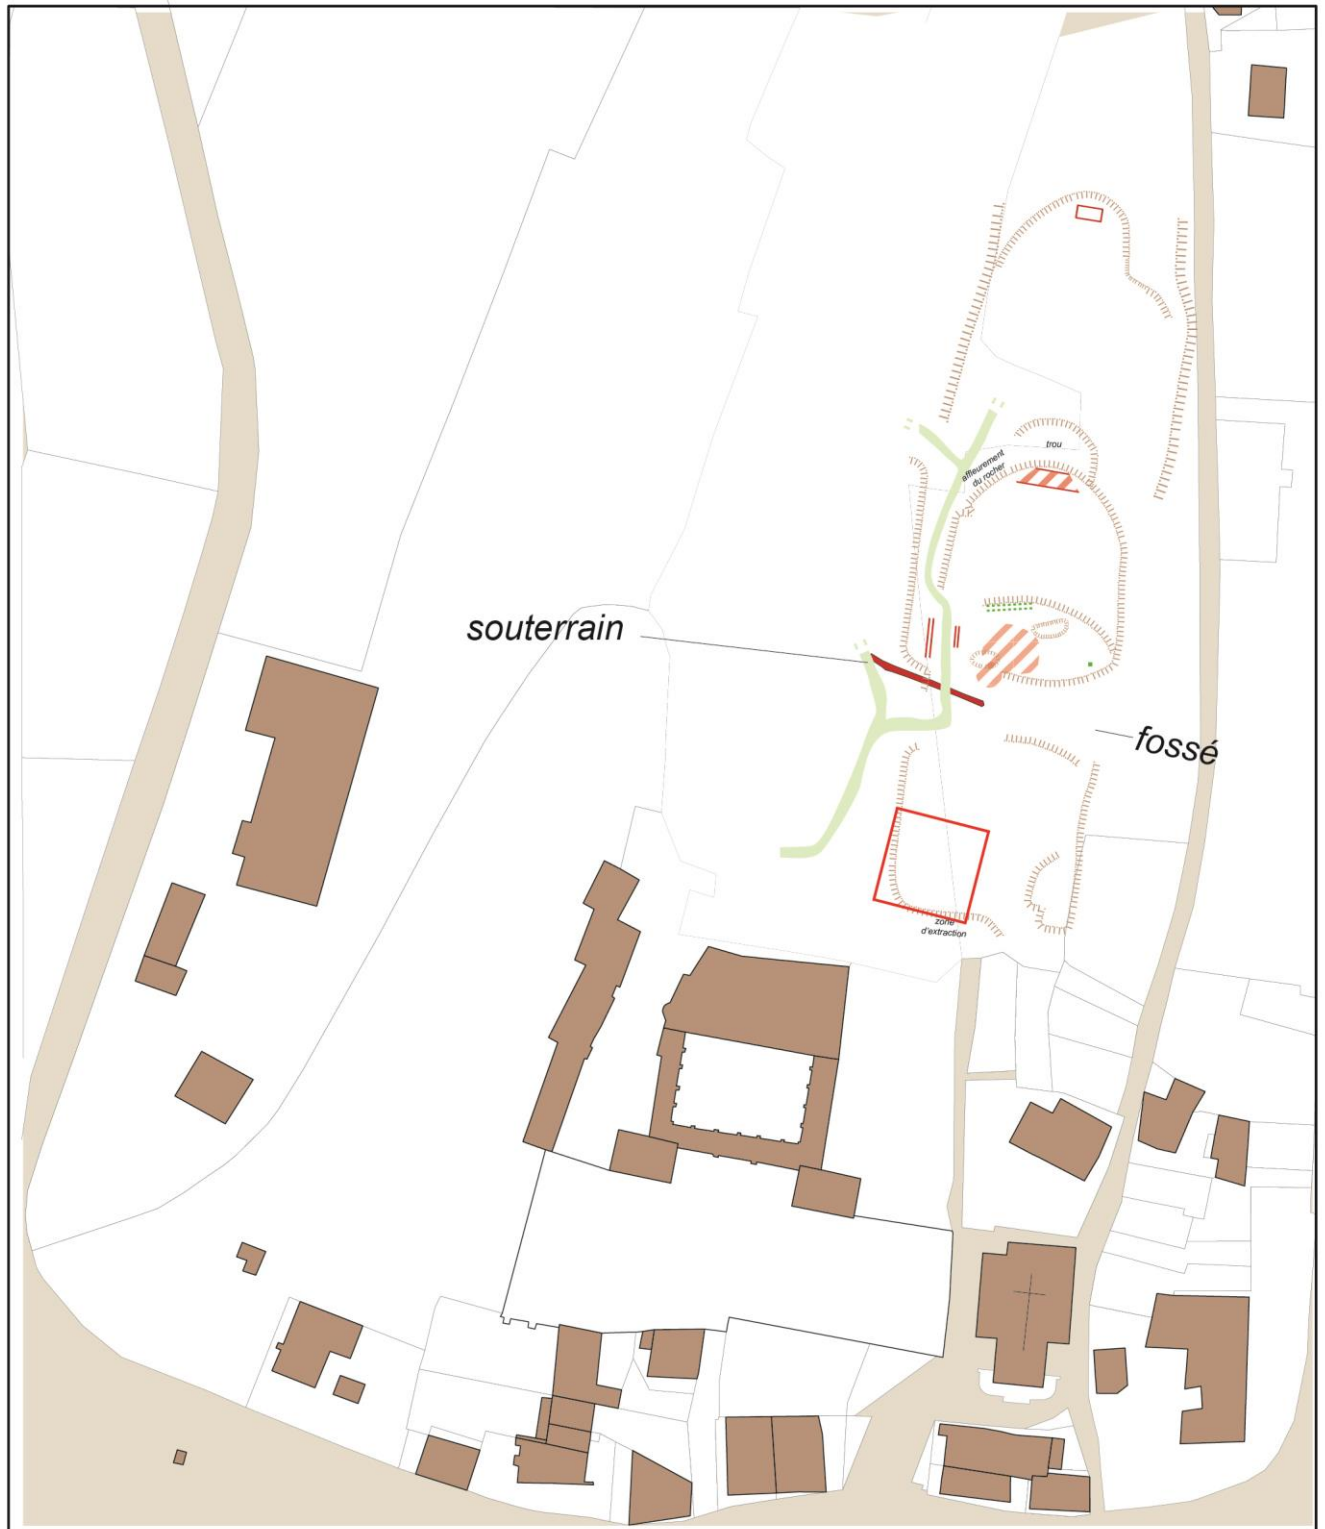 trou
affleurement
du rocher
souterrain
fossé
zone
d'extraction